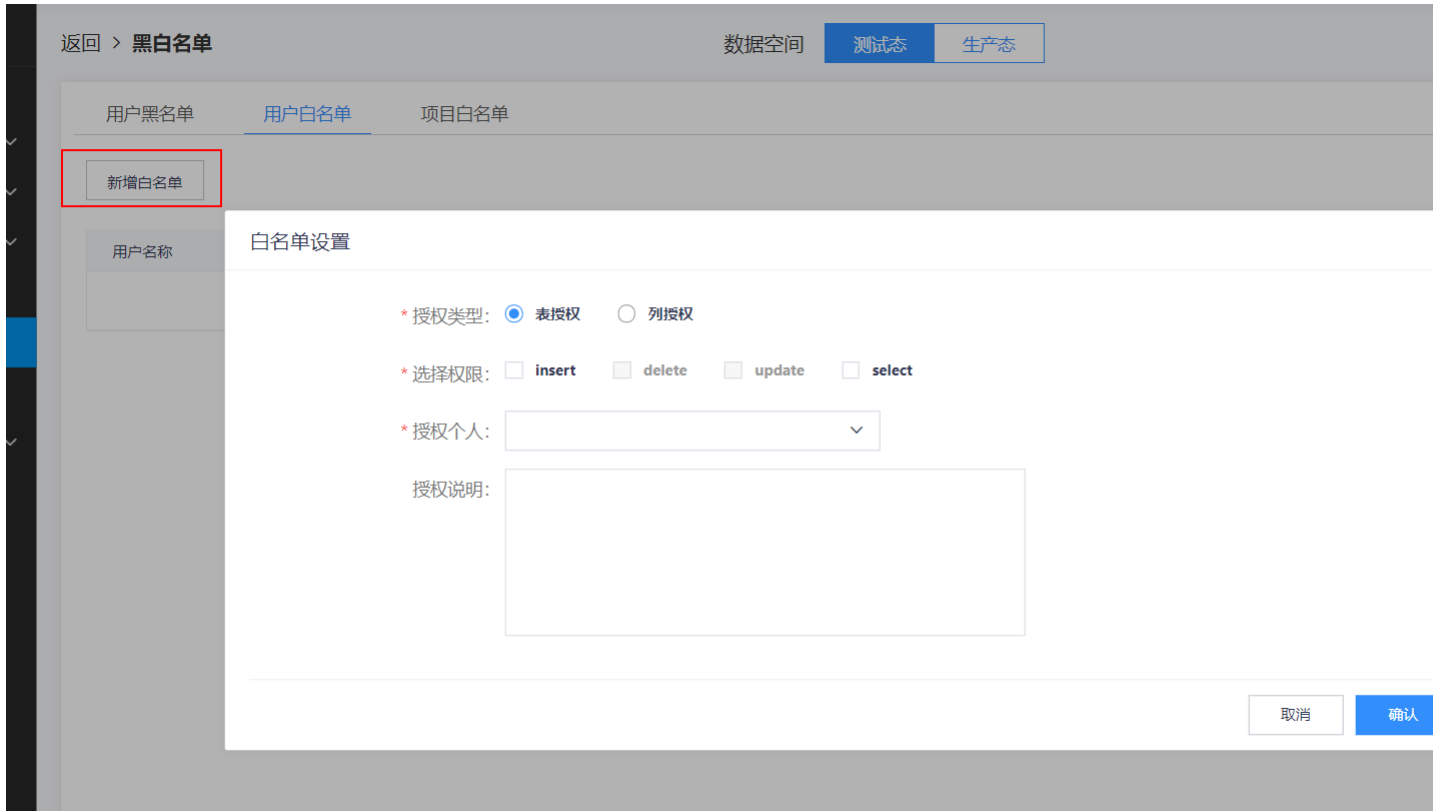 返回 > 黑白名单
数据空间 测试态 生产态
用户黑名单 用户白名单 项目白名单
新增白名单
用户名称
白名单设置
* 授权类型: 表授权 列授权
* 选择权限: insert delete update select
* 授权个人:
授权说明:
取消 确认